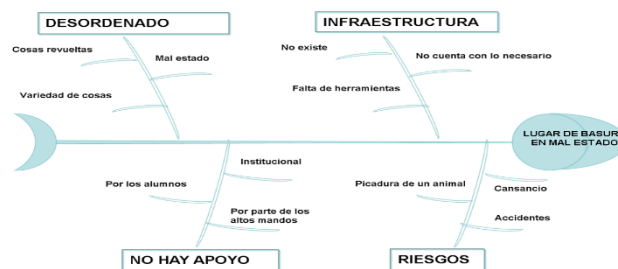 DESORDENADO
INFRAESTRUCTURA
Cosas revueltas
Mal estado
Variedad de cosas
No existe
No cuenta con lo necesario
Falta de herramientas
LUGAR DE BASUR
EN MAL ESTADO
Institucional
Por los alumnos
Por parte de los
altos mandos
Picadura de un animal
Cansancio
Accidentes
NO HAY APOYO
RIESGOS